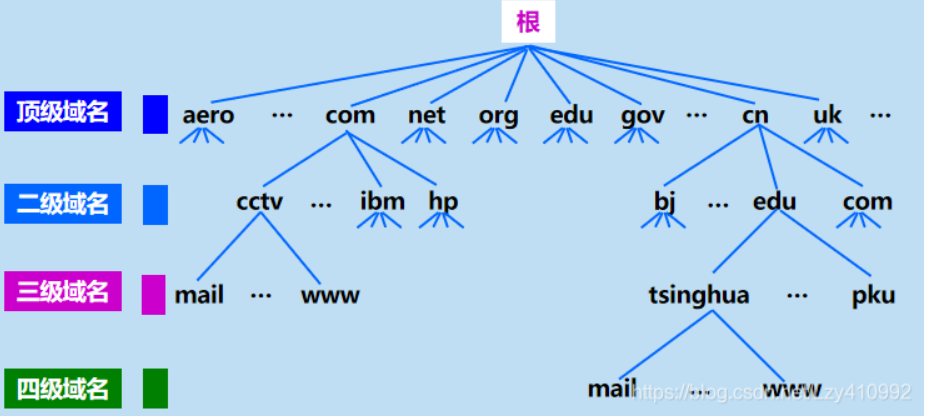 根
顶级域名 aero ... com net org edu gov ... cn uk ...
二级域名 cctv ... ibm hp bj ... edu com
三级域名 mail ... www tsinghua ... pku
四级域名 mail ... www
https://blog.csdn.net/zzy410992